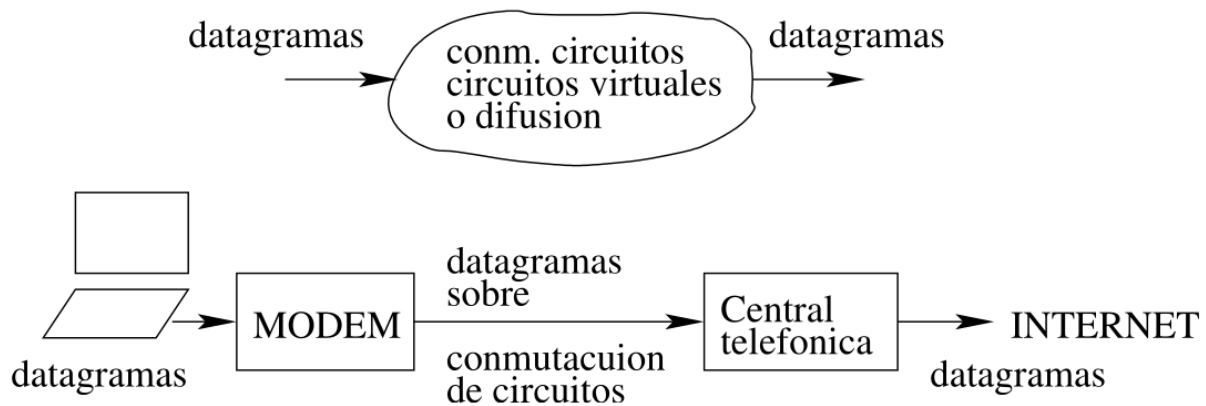 datagramas
conm. circuitos
circuitos virtuales
o difusion
datagramas
datagramas
MODEM
datagramas
sobre
conmutacuion
de circuitos
Central
telefonica
INTERNET
datagramas